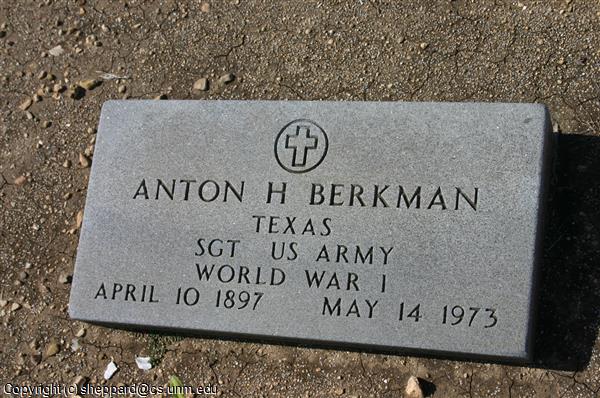 ANTON H BERKMAN
TEXAS
SGT US ARMY
WORLD WAR I
APRIL 10 1897 MAY 14 1973
Copyright (c) sheppard@cs.unm.edu